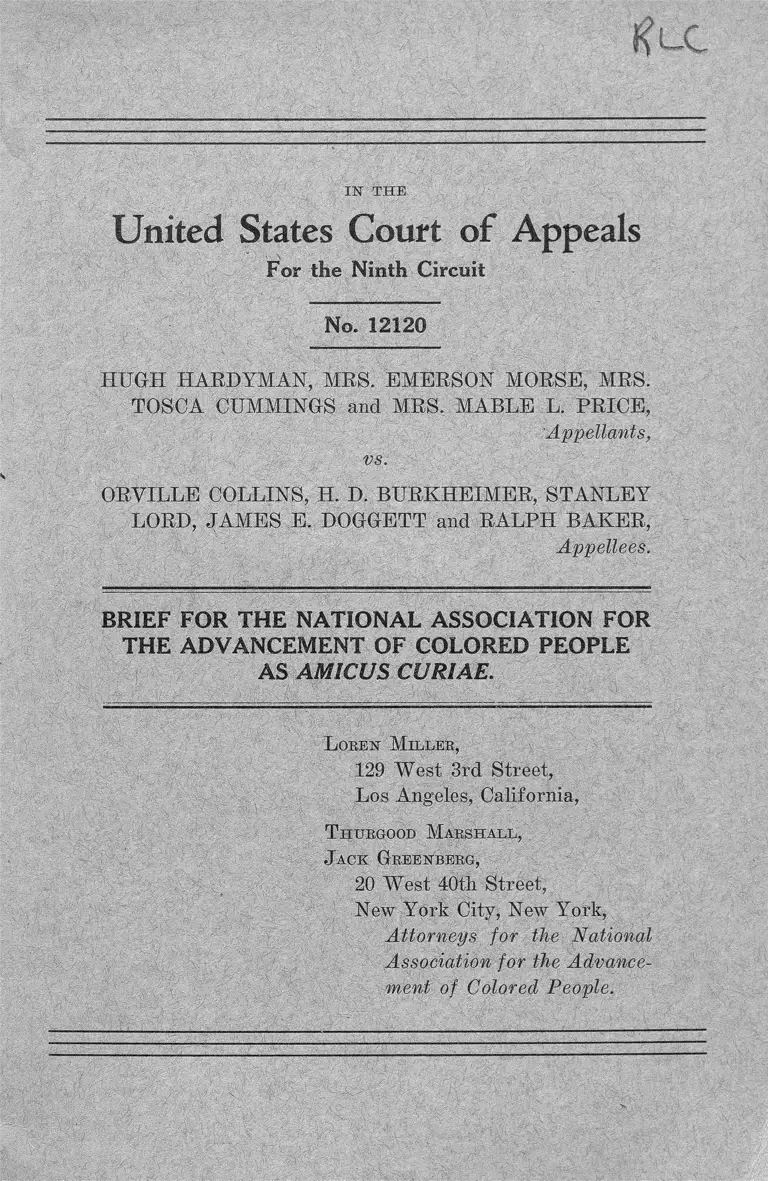 RLC
IN THE
United States Court of Appeals
For the Ninth Circuit
No. 12120
HUGH HARDYMAN, MRS. EMERSON MORSE, MRS.
TOSCA CUMMINGS and MRS. MABLE L. PRICE,
Appellants,
vs.
ORVILLE COLLINS, H. D. BURKHEIMER, STANLEY
LORD, JAMES E. DOGGETT and RALPH BAKER,
Appellees.
BRIEF FOR THE NATIONAL ASSOCIATION FOR
THE ADVANCEMENT OF COLORED PEOPLE
AS AMICUS CURIAE.
LOREN MILLER,
129 West 3rd Street,
Los Angeles, California,
THURGOOD MARSHALL,
JACK GREENBERG,
20 West 40th Street,
New York City, New York,
Attorneys for the National
Association for the Advance-
ment of Colored People.